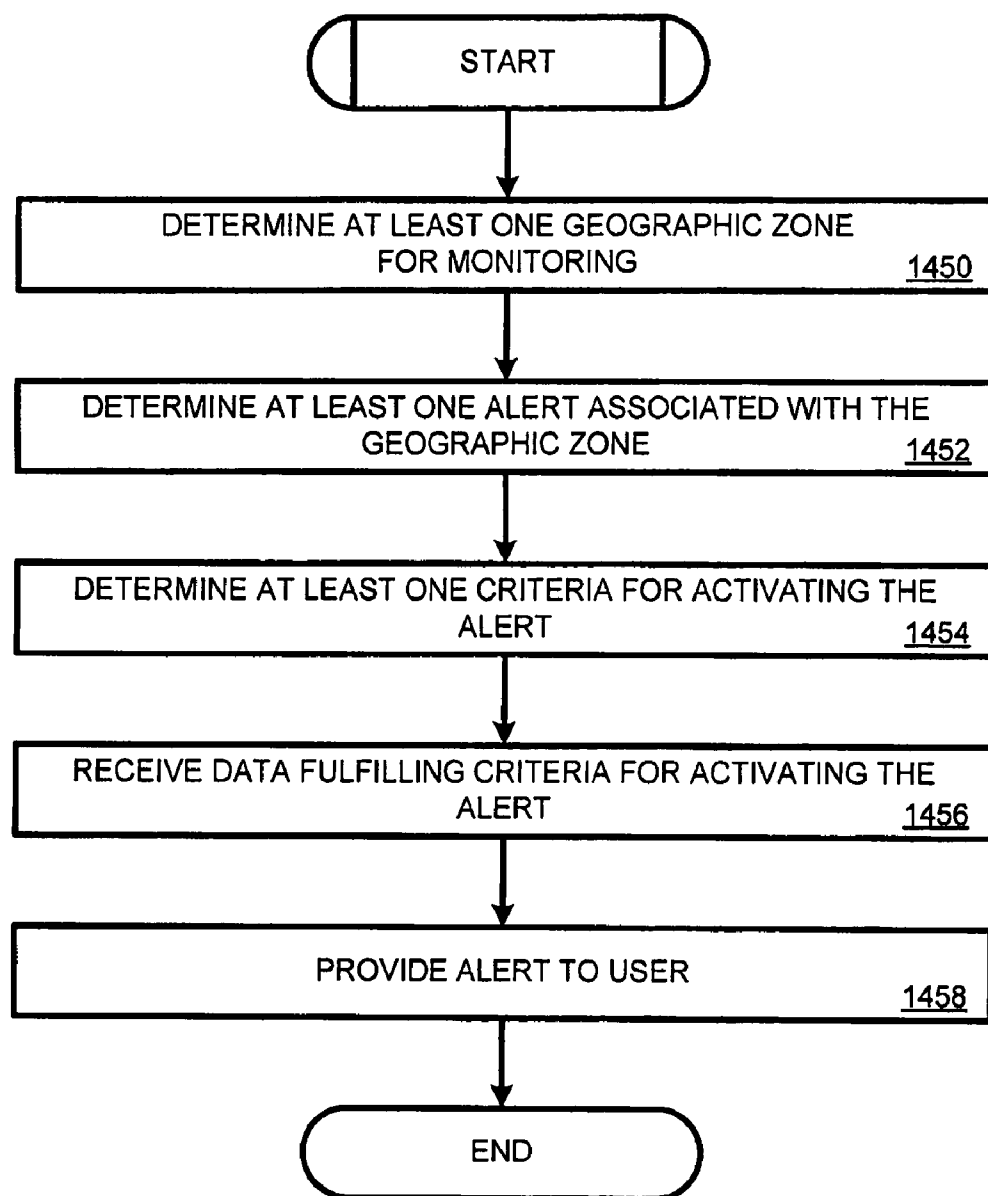 START
DETERMINE AT LEAST ONE GEOGRAPHIC ZONE
FOR MONITORING
1450
DETERMINE AT LEAST ONE ALERT ASSOCIATED WITH THE
GEOGRAPHIC ZONE
1452
DETERMINE AT LEAST ONE CRITERIA FOR ACTIVATING THE
ALERT
1454
RECEIVE DATA FULFILLING CRITERIA FOR ACTIVATING THE
ALERT
1456
PROVIDE ALERT TO USER
1458
END